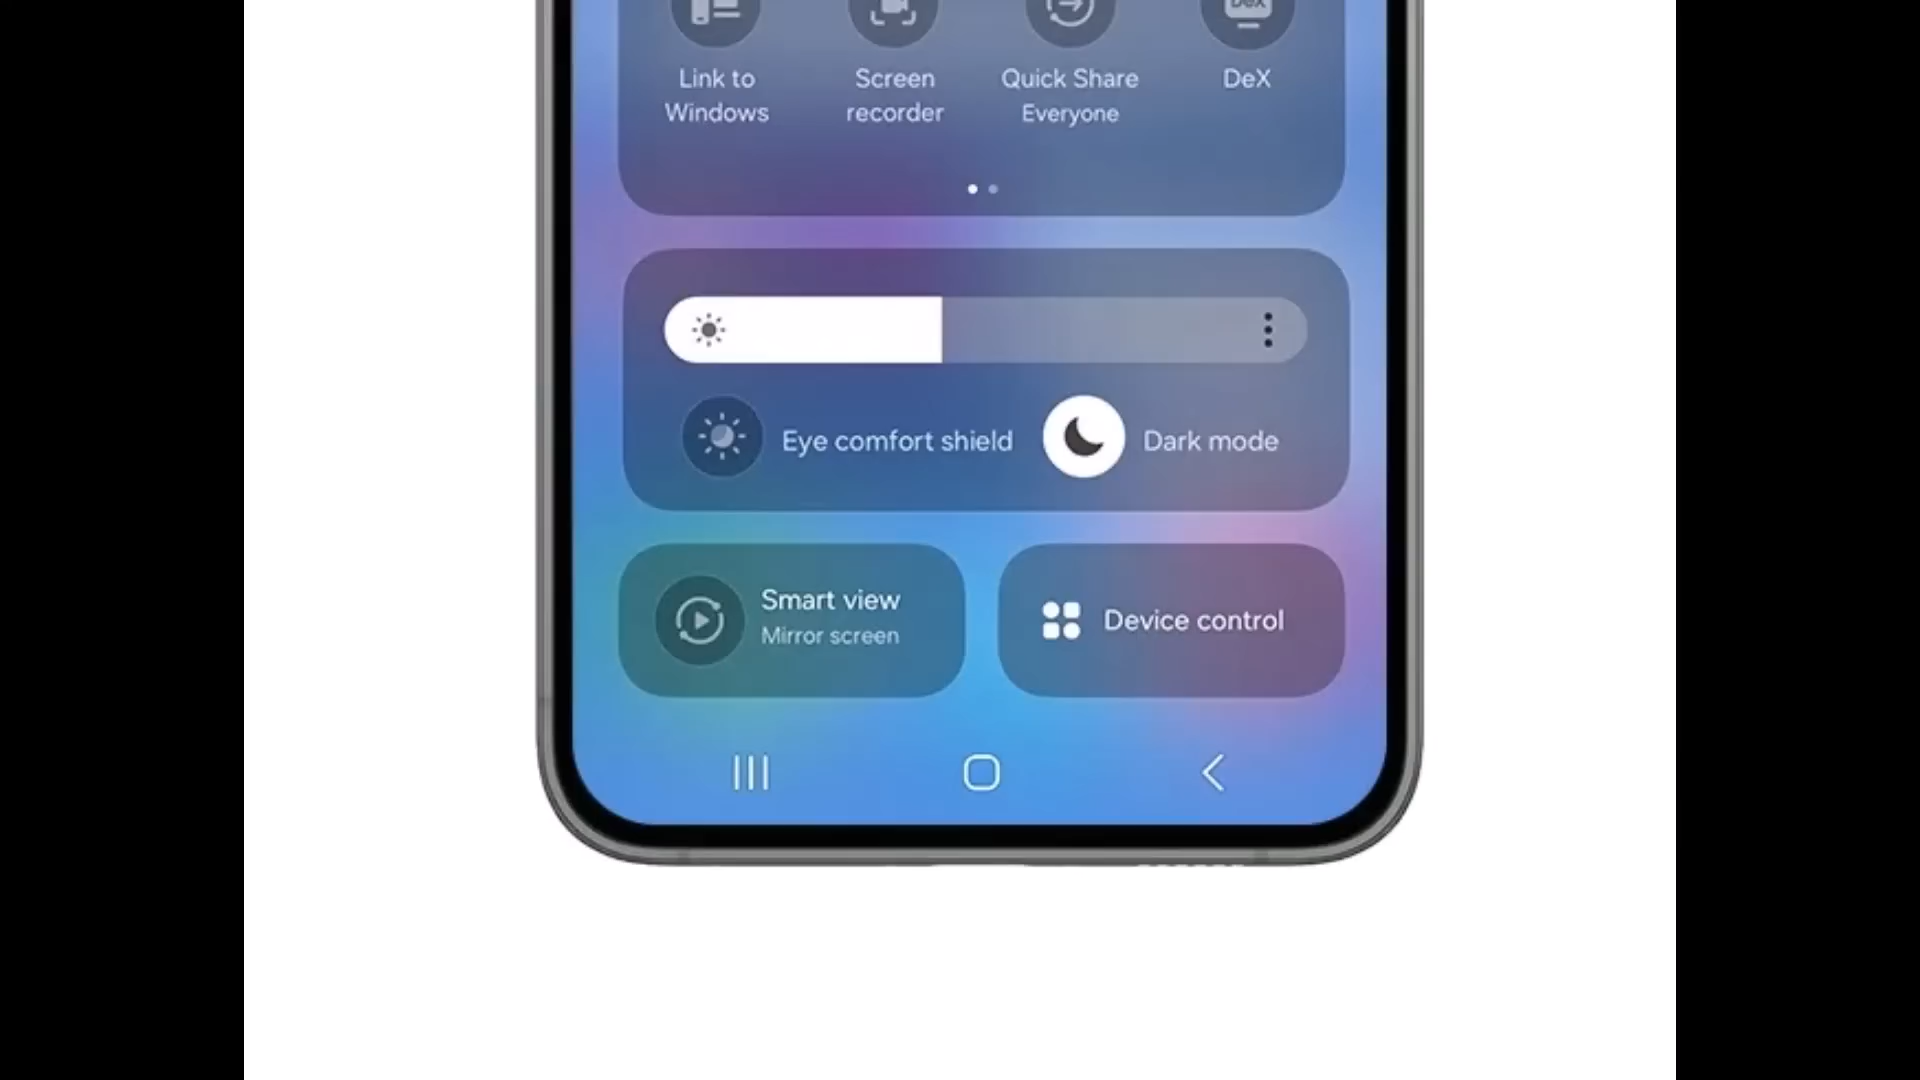 DeX
Link to
Windows
Screen
recorder
Quick Share
Everyone
DeX
Eye comfort shield
Dark mode
Smart view
Mirror screen
Device control